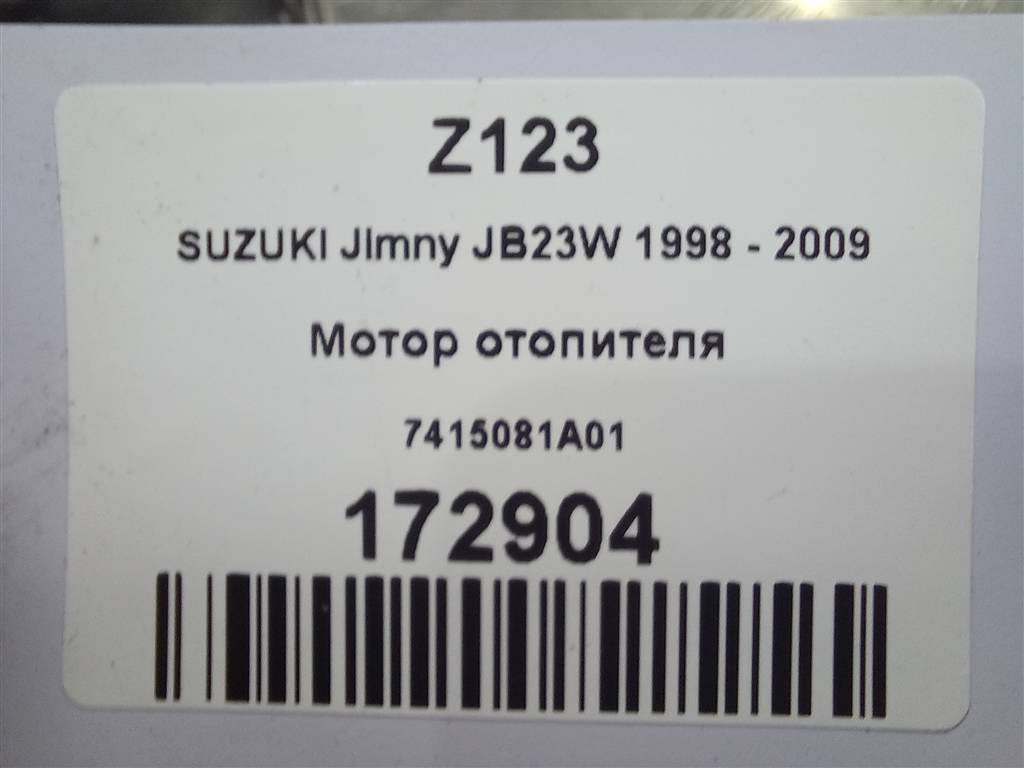 Z123
SUZUKI JImny JB23W 1998 - 2009
Мотор отопителя
7415081A01
172904